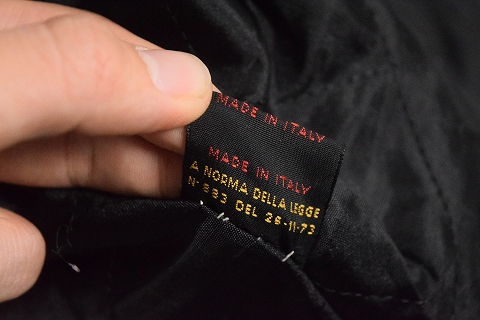 MADE IN ITALY
MADE IN ITALY
A NORMA DELLA LEGGE
N° 883 DEL 26-11-73